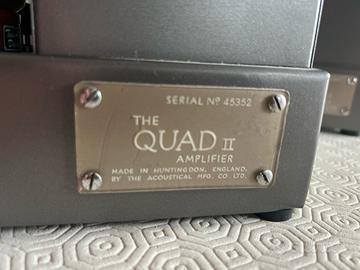 SERIAL Nº 45352
THE
QUAD II
AMPLIFIER
MADE IN HUNTINGDON, ENGLAND,
BY THE ACOUSTICAL MFG. CO. LTD.